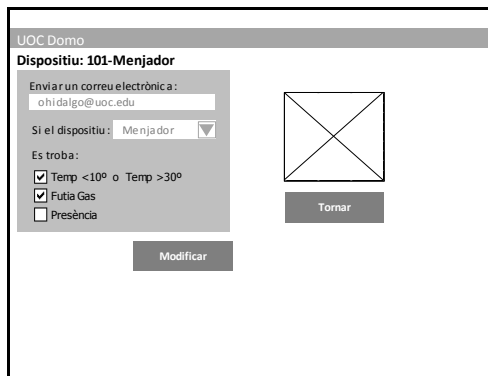 UOC Domo
Dispositiu: 101-Menjador
Enviar un correu electrònic a:
ohidalgo@uoc.edu
Si el dispositiu: Menjador
Es troba:
Temp <10º o Temp >30º
Futia Gas
Presència
Tornar
Modificar